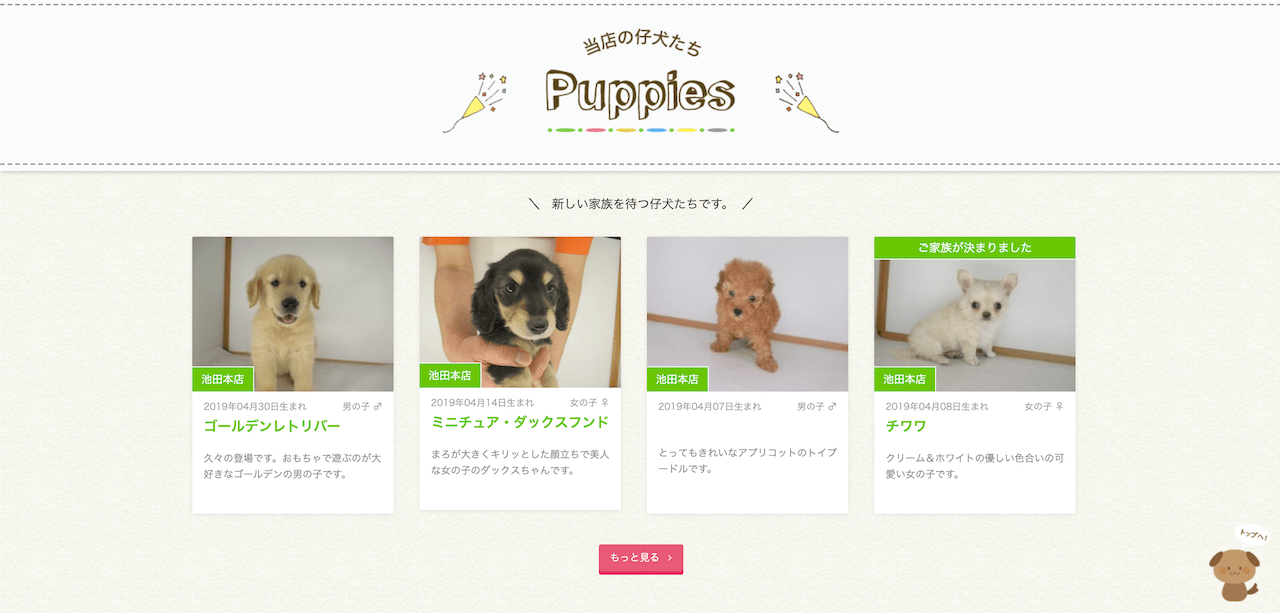 当店の仔犬たち
Puppies
＼ 新しい家族を待つ仔犬たちです。 ／
池田本店
2019年04月30日生まれ 男の子♂
ゴールデンレトリバー
久々の登場です。おもちゃで遊ぶのが大
好きなゴールデンの男の子です。
池田本店
2019年04月14日生まれ 女の子♀
ミニチュア・ダックスフンド
まろが大きくキリッとした顔立ちで美人
な女の子のダックスちゃんです。
池田本店
2019年04月07日生まれ 男の子♂
とってもきれいなアプリコットのトイプ
ードルです。
ご家族が決まりました
池田本店
2019年04月08日生まれ 女の子♀
チワワ
クリーム＆ホワイトの優しい色合いの可
愛い女の子です。
もっと見る ›
トップへ!